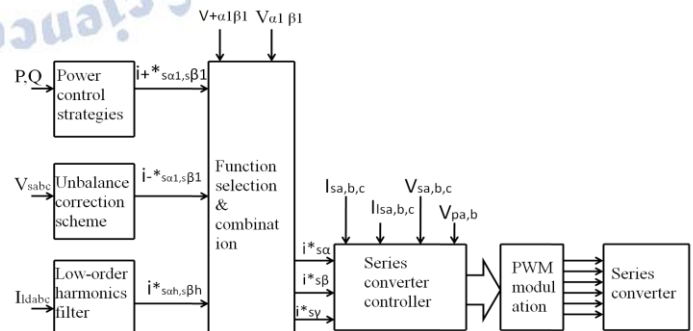 Science
V+α1β1
Vα1 β1
P,Q
Power
control
strategies
i+*sα1,sβ1
Vsabc
Unbalance
correction
scheme
i-*sα1,sβ1
Function
selection
&
combinat
ion
Ildabc
Low-order
harmonics
filter
i*sαh,sβh
Isa,b,c
Ilsa,b,c
Vsa,b,c
Vpa,b
i*sα
i*sβ
i*sγ
Series
converter
controller
PWM
modul
ation
Series
converter